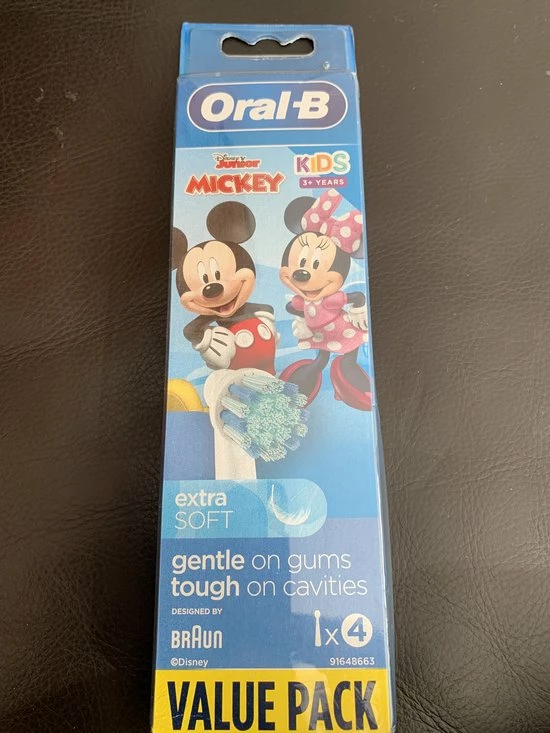 Oral-B
Disney Junior
MICKEY
KIDS
3+ YEARS
extra
SOFT
gentle on gums
tough on cavities
DESIGNED BY
BRAUN
x4
©Disney
91648663
VALUE PACK